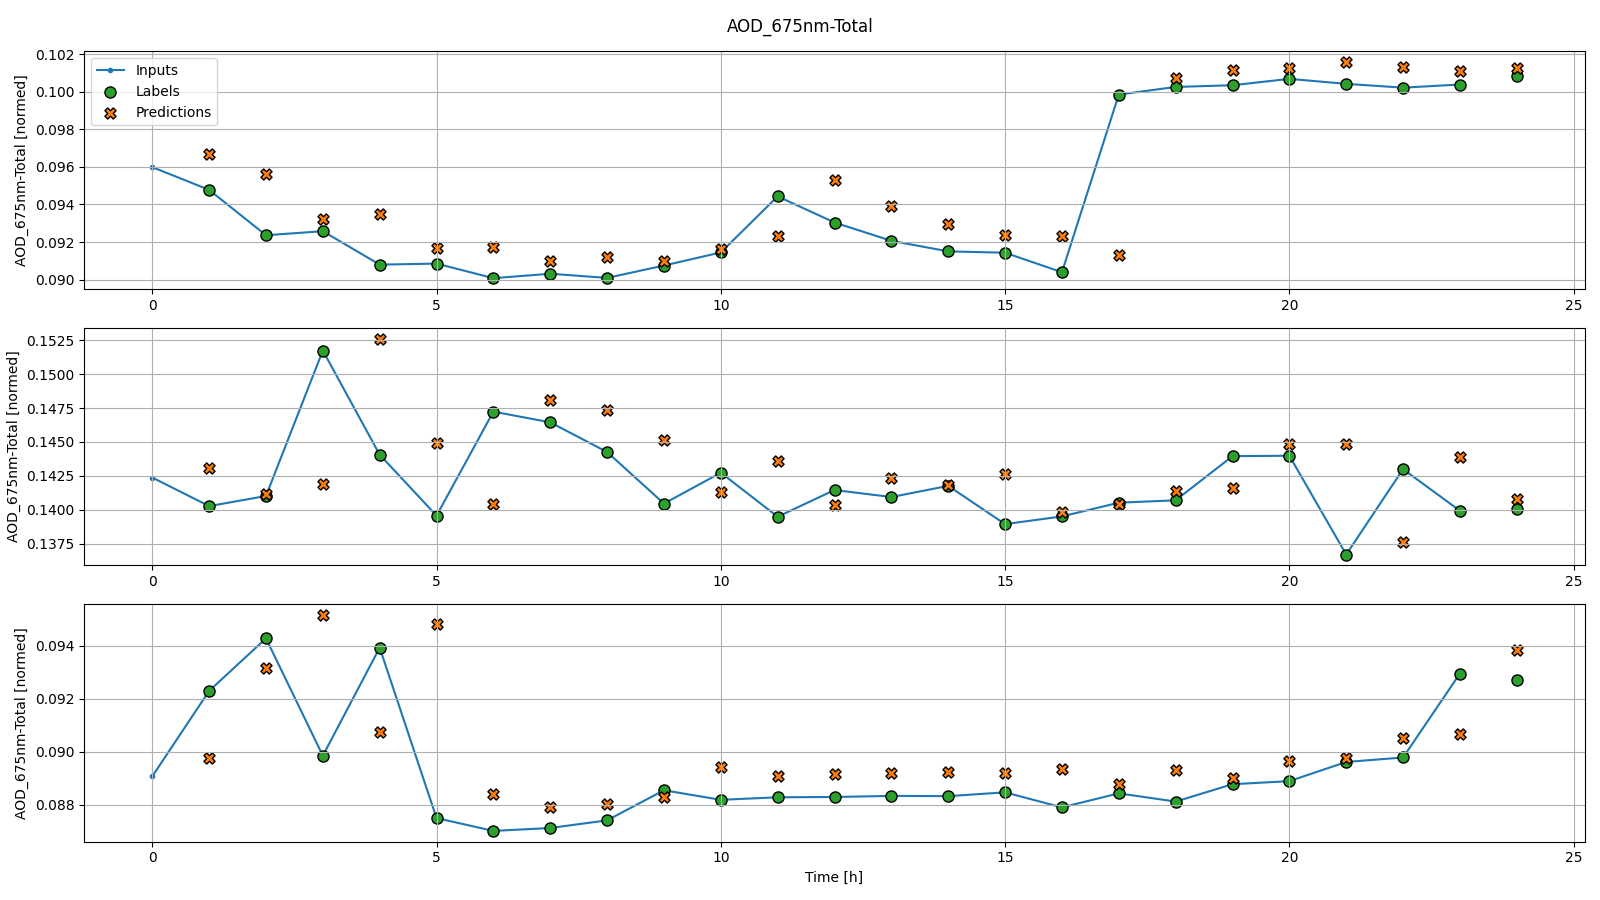 AOD_675nm-Total
AOD_675nm-Total [normed]
0.102
0.100
0.098
0.096
0.094
0.092
0.090
Inputs
Labels
Predictions
0 5 10 15 20 25
AOD_675nm-Total [normed]
0.1525
0.1500
0.1475
0.1450
0.1425
0.1400
0.1375
0 5 10 15 20 25
AOD_675nm-Total [normed]
0.094
0.092
0.090
0.088
0 5 10 15 20 25
Time [h]